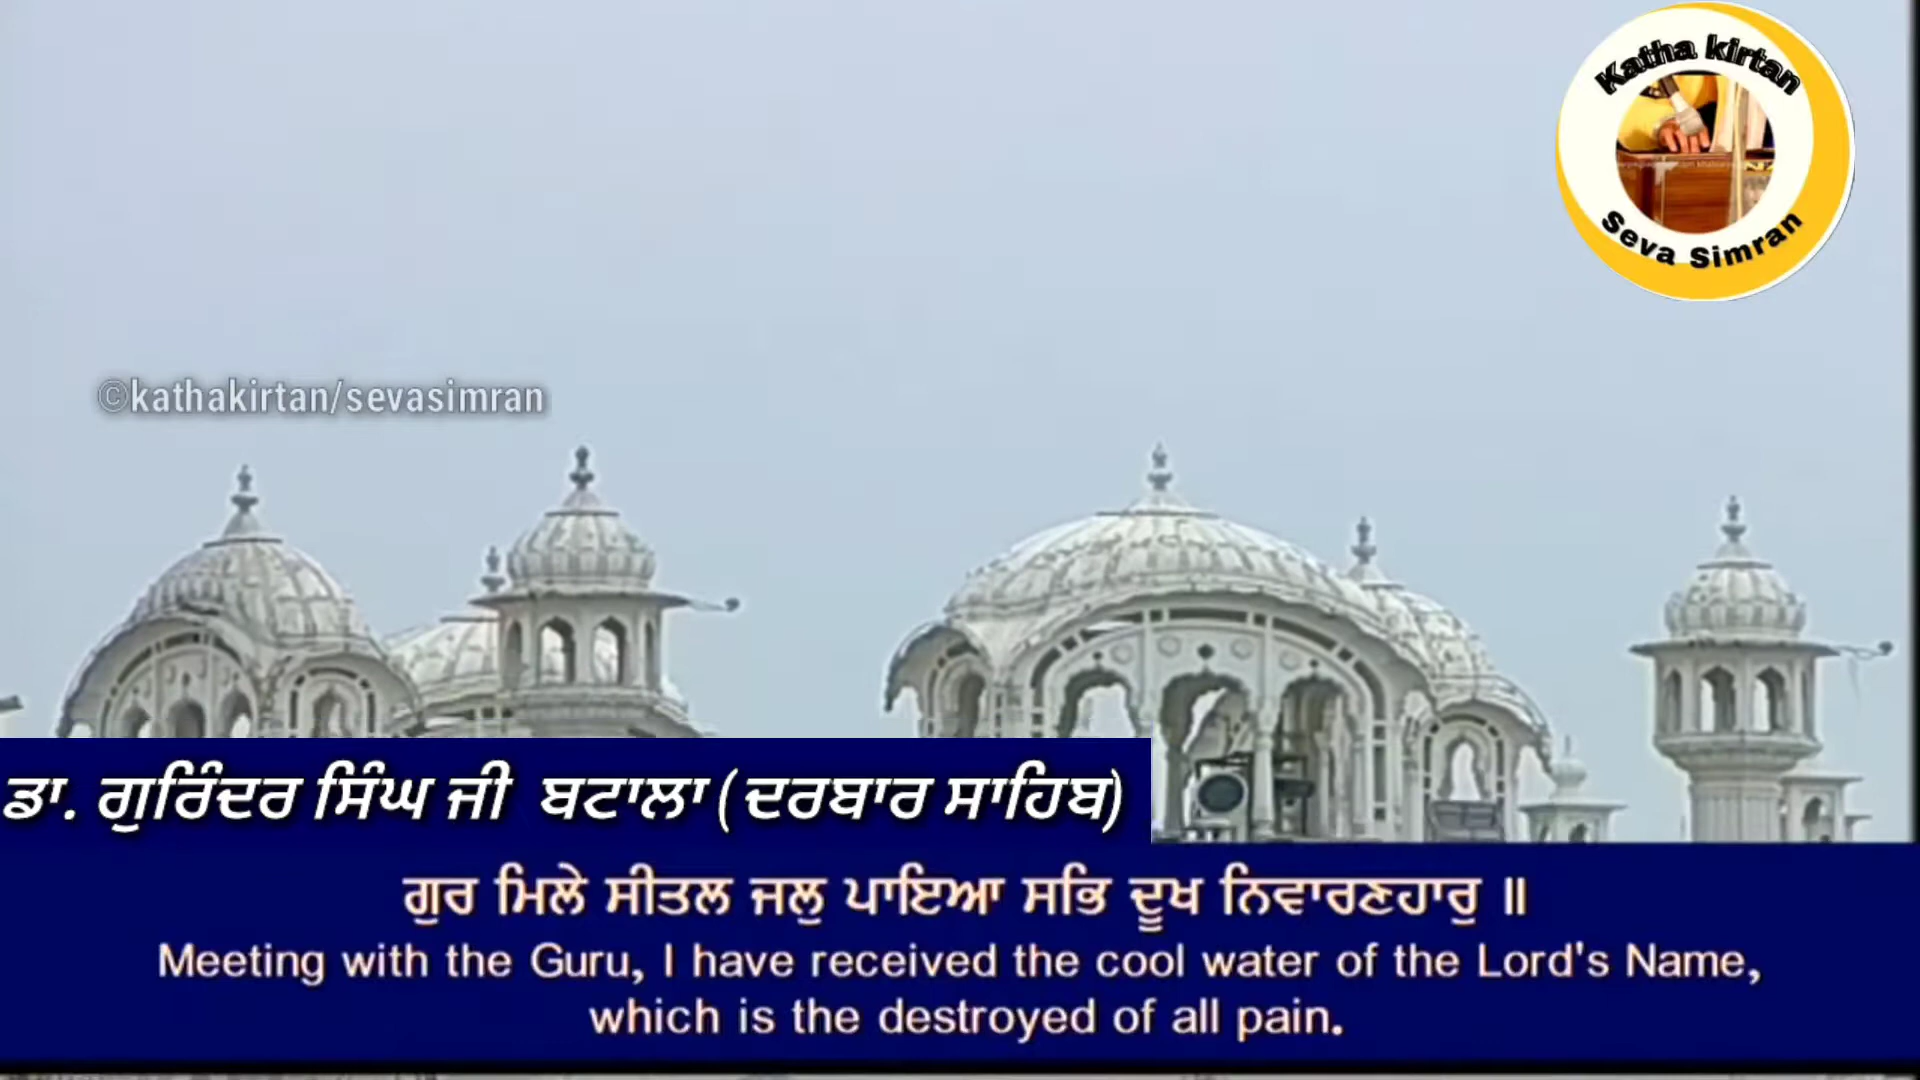 Katha kirtan
Seva Simran
©kathakirtan/sevasimran
ਡਾ. ਗੁਰਿੰਦਰ ਸਿੰਘ ਜੀ ਬਟਾਲਾ (ਦਰਬਾਰ ਸਾਹਿਬ)
ਗੁਰ ਮਿਲੇ ਸੀਤਲ ਜਲੁ ਪਾਇਆ ਸਭਿ ਦੂਖ ਨਿਵਾਰਣਹਾਰੁ ॥
Meeting with the Guru, I have received the cool water of the Lord's Name,
which is the destroyed of all pain.